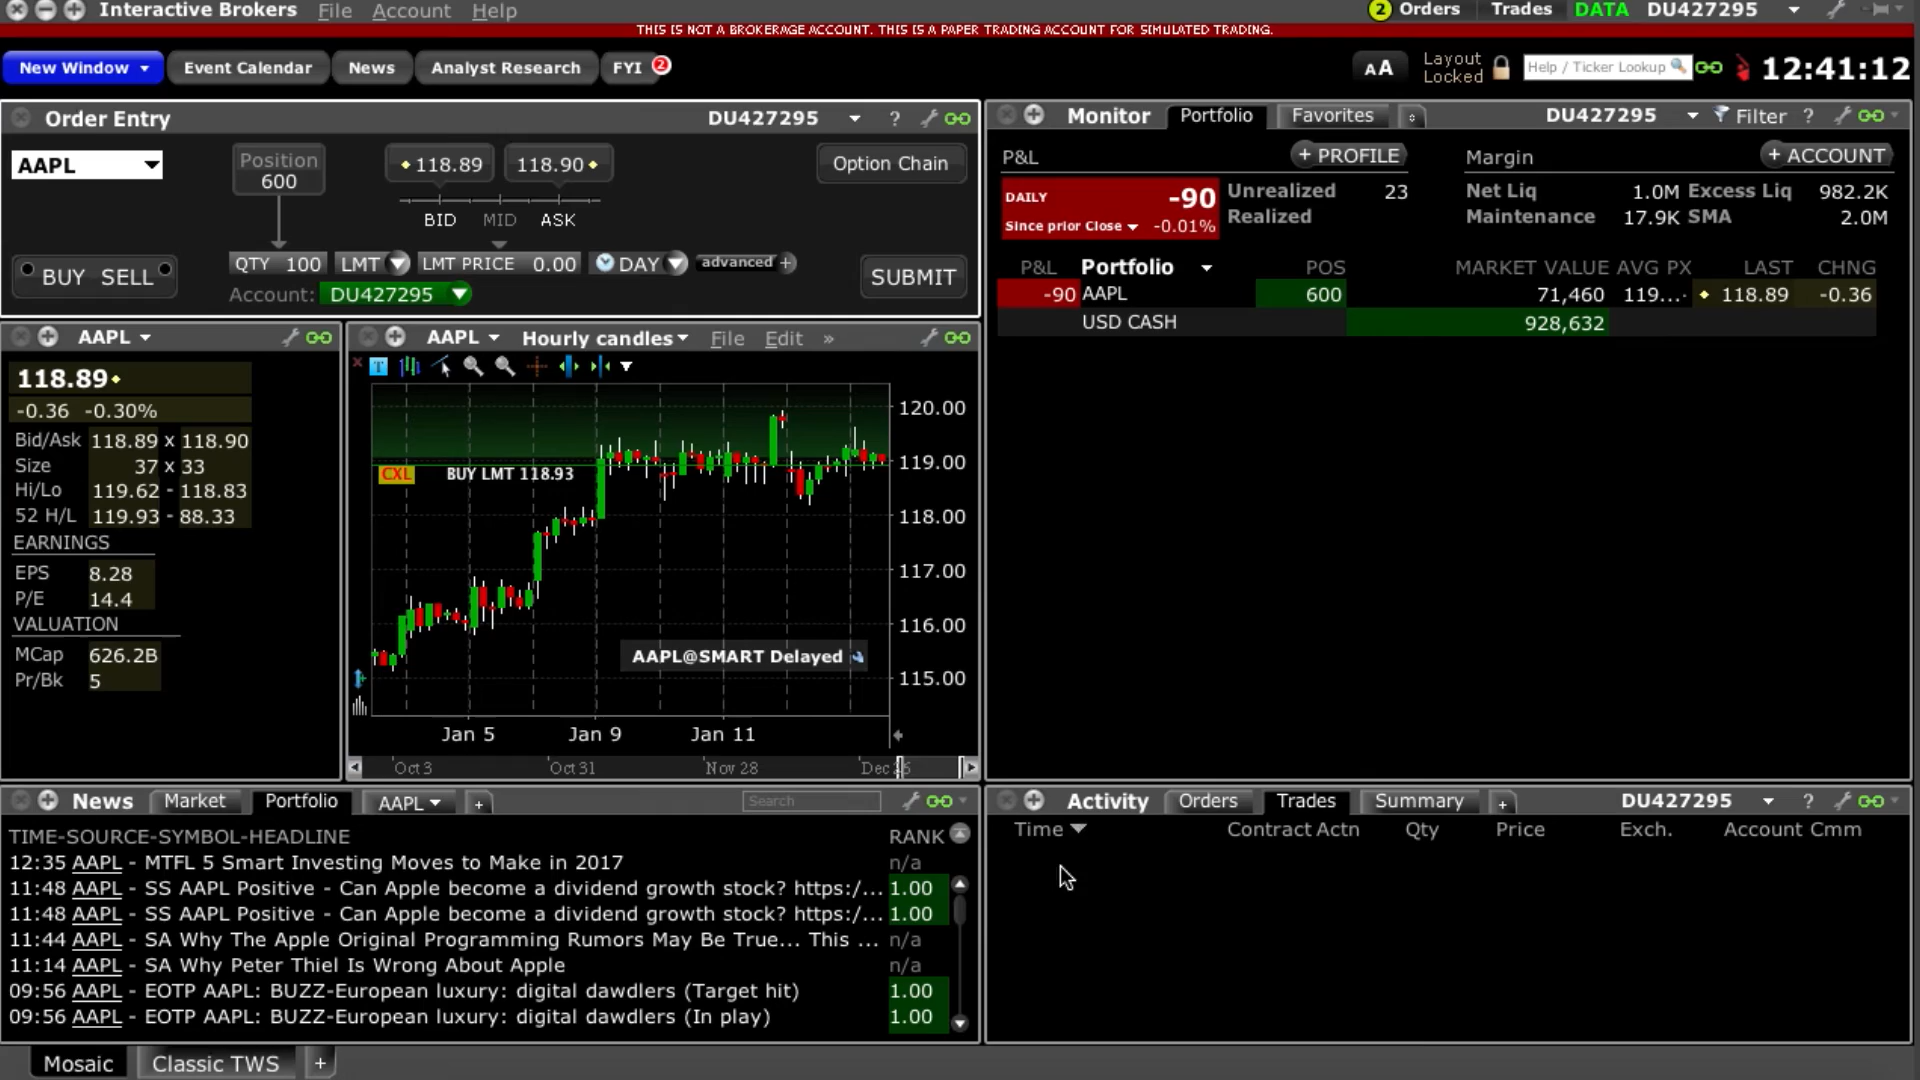 Interactive Brokers File Account Help 2 Orders Trades DATA DU427295
THIS IS NOT A BROKERAGE ACCOUNT. THIS IS A PAPER TRADING ACCOUNT FOR SIMULATED TRADING.
New Window Event Calendar News Analyst Research FYI 2 AA Layout Locked Help / Ticker Lookup 12:41:12
Order Entry DU427295 ?
AAPL Position 600 118.89 118.90 Option Chain
BID MID ASK
QTY 100 LMT LMT PRICE 0.00 DAY advanced +
BUY SELL SUBMIT
Account: DU427295
Monitor Portfolio Favorites DU427295 Filter ?
P&L + PROFILE Margin + ACCOUNT
DAILY -90 Unrealized 23 Net Liq 1.0M Excess Liq 982.2K
Since prior Close -0.01% Realized Maintenance 17.9K SMA 2.0M
P&L Portfolio POS MARKET VALUE AVG PX LAST CHNG
-90 AAPL 600 71,460 119.... 118.89 -0.36
USD CASH 928,632
AAPL
118.89
-0.36 -0.30%
Bid/Ask 118.89 x 118.90
Size 37 x 33
Hi/Lo 119.62 - 118.83
52 H/L 119.93 - 88.33
EARNINGS
EPS 8.28
P/E 14.4
VALUATION
MCap 626.2B
Pr/Bk 5
AAPL Hourly candles File Edit »
T
120.00
119.00
CXL BUY LMT 118.93
118.00
117.00
116.00
AAPL@SMART Delayed
115.00
Jan 5 Jan 9 Jan 11
Oct 3 Oct 31 Nov 28 Dec
News Market Portfolio AAPL + Search
TIME-SOURCE-SYMBOL-HEADLINE RANK
12:35 AAPL - MTFL 5 Smart Investing Moves to Make in 2017 n/a
11:48 AAPL - SS AAPL Positive - Can Apple become a dividend growth stock? https:/... 1.00
11:48 AAPL - SS AAPL Positive - Can Apple become a dividend growth stock? https:/... 1.00
11:44 AAPL - SA Why The Apple Original Programming Rumors May Be True... This ... n/a
11:14 AAPL - SA Why Peter Thiel Is Wrong About Apple n/a
09:56 AAPL - EOTP AAPL: BUZZ-European luxury: digital dawdlers (Target hit) 1.00
09:56 AAPL - EOTP AAPL: BUZZ-European luxury: digital dawdlers (In play) 1.00
Activity Orders Trades Summary + DU427295 ?
Time Contract Actn Qty Price Exch. Account Cmm
Mosaic Classic TWS +